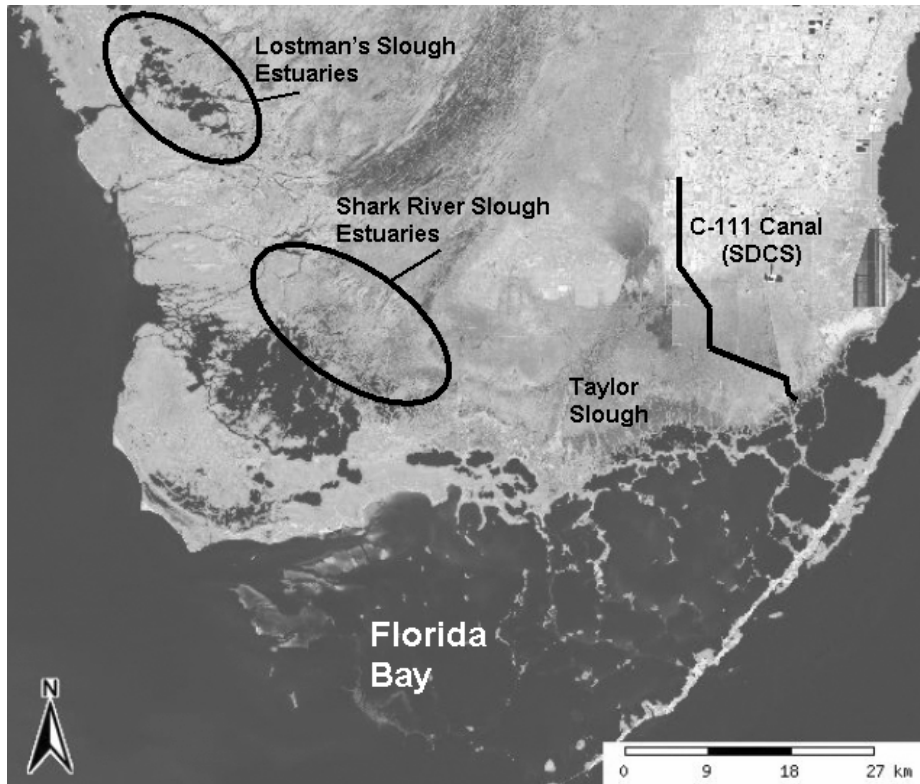 Lostman's Slough
Estuaries
Shark River Slough
Estuaries
C-111 Canal
(SDCS)
Taylor
Slough
Florida
Bay
N
0 9 18 27 km